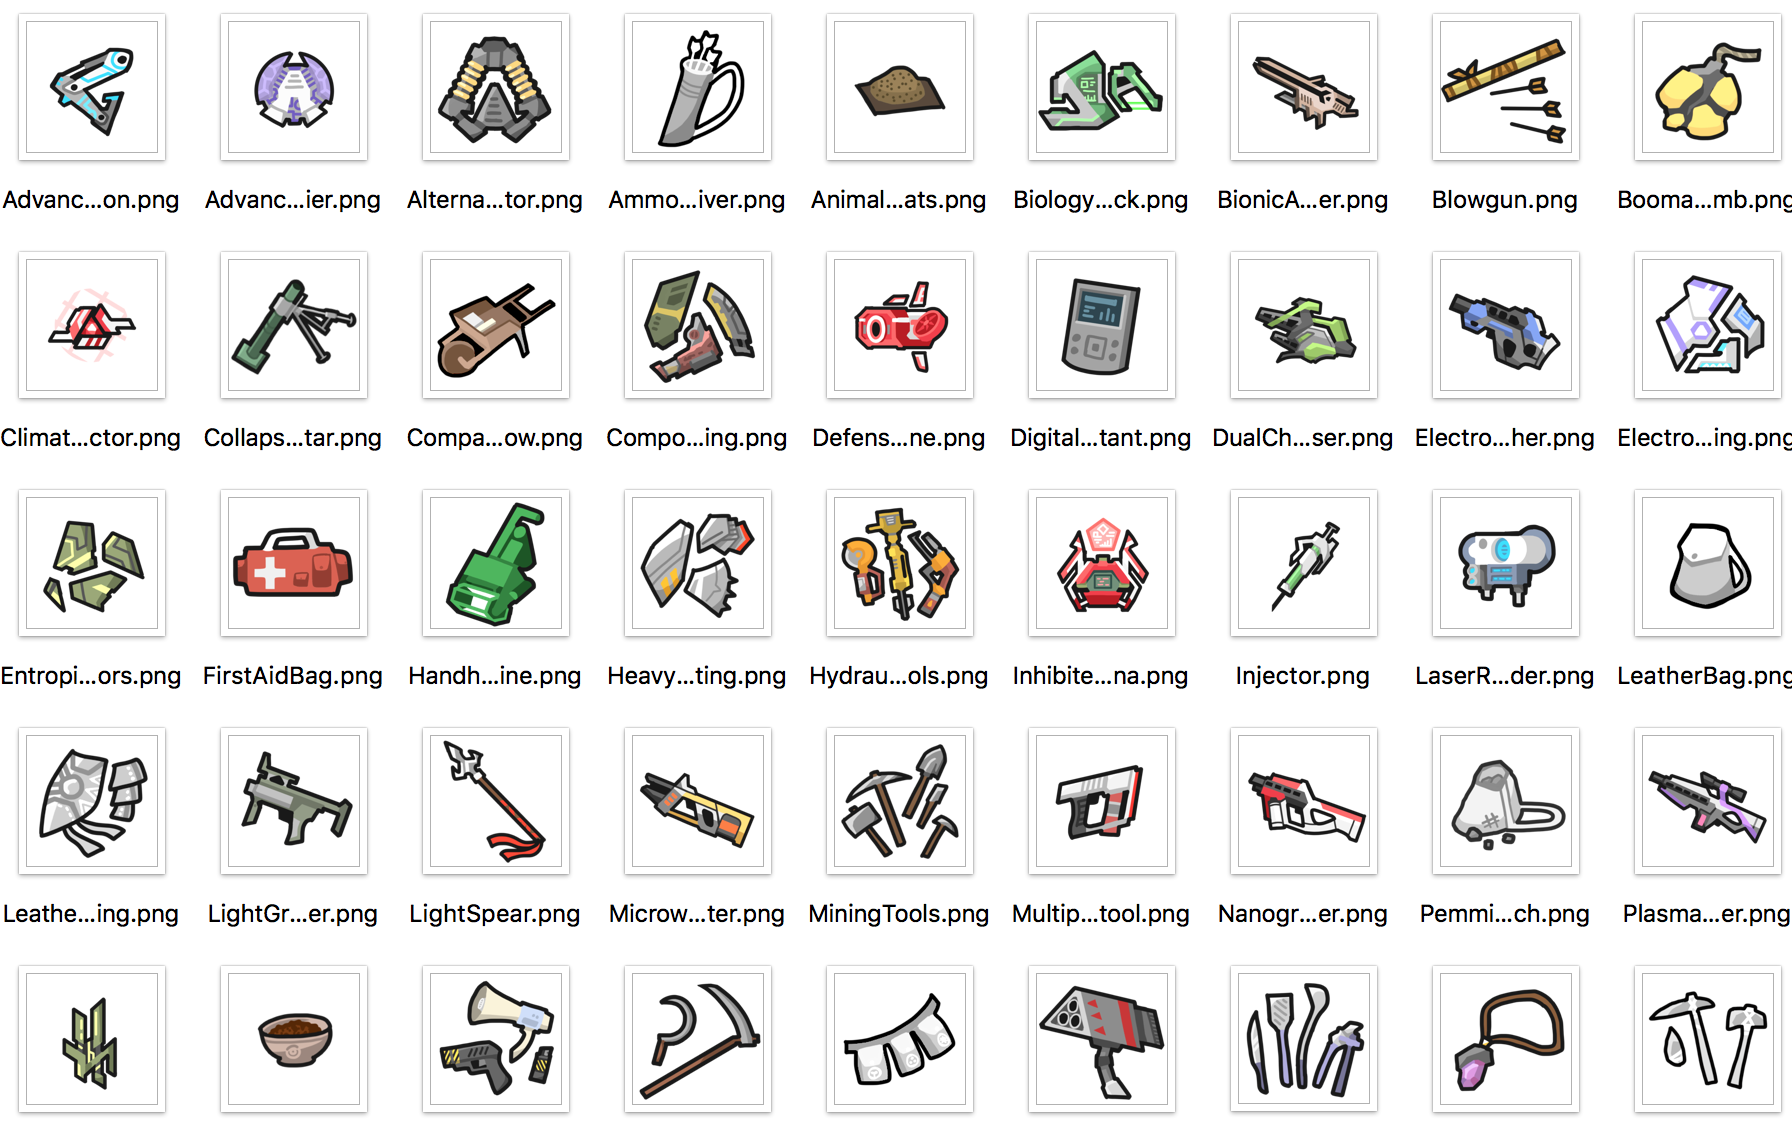 Advanc...on.png Advanc...ier.png Alterna...tor.png Ammo...iver.png Animal...ats.png Biology...ck.png BionicA...er.png Blowgun.png Booma...mb.png
Climat...ctor.png Collaps...tar.png Compa...ow.png Compo...ing.png Defens...ne.png Digital...tant.png DualCh...ser.png Electro...her.png Electro...ing.png
Entropi...ors.png FirstAidBag.png Handh...ine.png Heavy...ting.png Hydrau...ols.png Inhibite...na.png Injector.png LaserR...der.png LeatherBag.png
Leathe...ing.png LightGr...er.png LightSpear.png Microw...ter.png MiningTools.png Multip...tool.png Nanogr...er.png Pemmi...ch.png Plasma...er.png